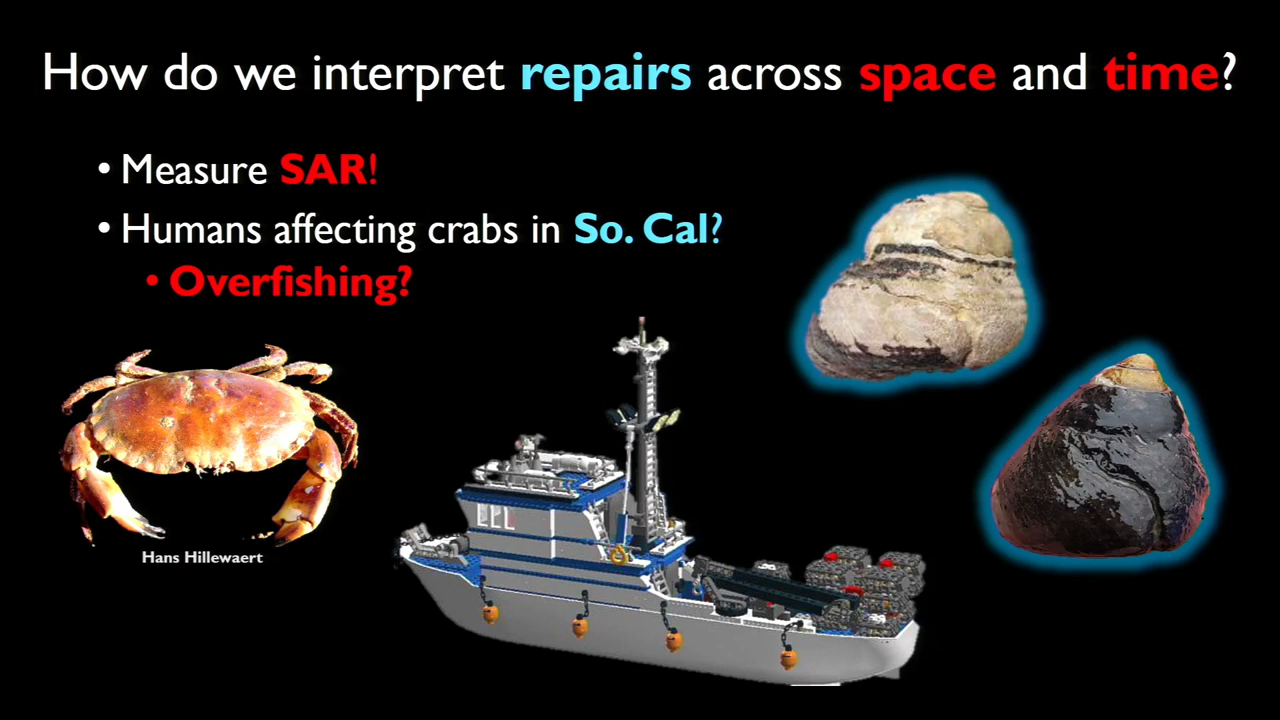 How do we interpret repairs across space and time?
• Measure SAR!
• Humans affecting crabs in So. Cal?
• Overfishing?
Hans Hillewaert